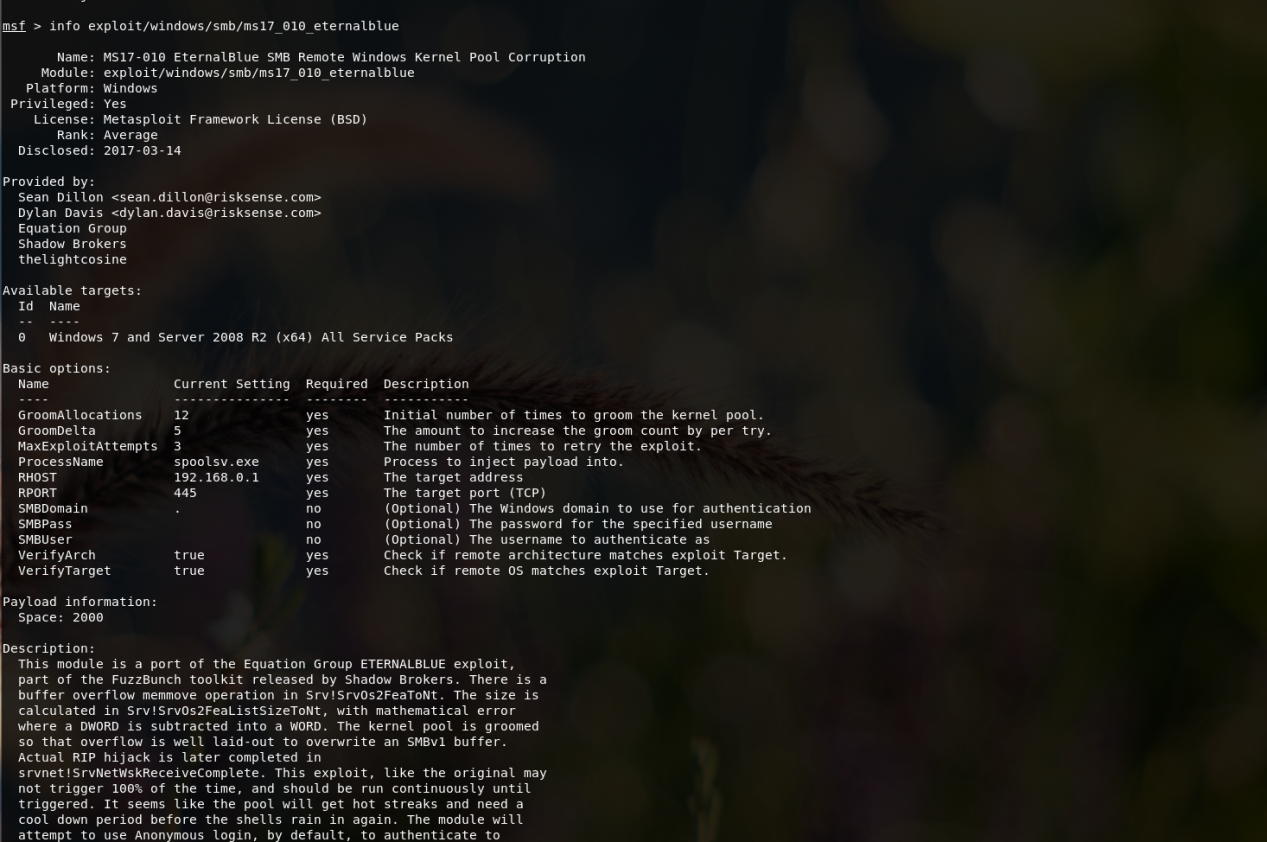 msf > info exploit/windows/smb/ms17_010_eternalblue
Name: MS17-010 EternalBlue SMB Remote Windows Kernel Pool Corruption
Module: exploit/windows/smb/ms17_010_eternalblue
Platform: Windows
Privileged: Yes
License: Metasploit Framework License (BSD)
Rank: Average
Disclosed: 2017-03-14
Provided by:
Sean Dillon <sean.dillon@risksense.com>
Dylan Davis <dylan.davis@risksense.com>
Equation Group
Shadow Brokers
thelightcosine
Available targets:
Id  Name
--  ----
0   Windows 7 and Server 2008 R2 (x64) All Service Packs
Basic options:
Name                Current Setting  Required  Description
----                ---------------  --------  -----------
GroomAllocations    12               yes       Initial number of times to groom the kernel pool.
GroomDelta          5                yes       The amount to increase the groom count by per try.
MaxExploitAttempts  3                yes       The number of times to retry the exploit.
ProcessName         spoolsv.exe      yes       Process to inject payload into.
RHOST               192.168.0.1      yes       The target address
RPORT               445              yes       The target port (TCP)
SMBDomain           .                no        (Optional) The Windows domain to use for authentication
SMBPass                              no        (Optional) The password for the specified username
SMBUser                              no        (Optional) The username to authenticate as
VerifyArch          true             yes       Check if remote architecture matches exploit Target.
VerifyTarget        true             yes       Check if remote OS matches exploit Target.
Payload information:
Space: 2000
Description:
This module is a port of the Equation Group ETERNALBLUE exploit,
part of the FuzzBunch toolkit released by Shadow Brokers. There is a
buffer overflow memmove operation in Srv!SrvOs2FeaToNt. The size is
calculated in Srv!SrvOs2FeaListSizeToNt, with mathematical error
where a DWORD is subtracted into a WORD. The kernel pool is groomed
so that overflow is well laid-out to overwrite an SMBv1 buffer.
Actual RIP hijack is later completed in
srvnet!SrvNetWskReceiveComplete. This exploit, like the original may
not trigger 100% of the time, and should be run continuously until
triggered. It seems like the pool will get hot streaks and need a
cool down period before the shells rain in again. The module will
attempt to use Anonymous login, by default, to authenticate to